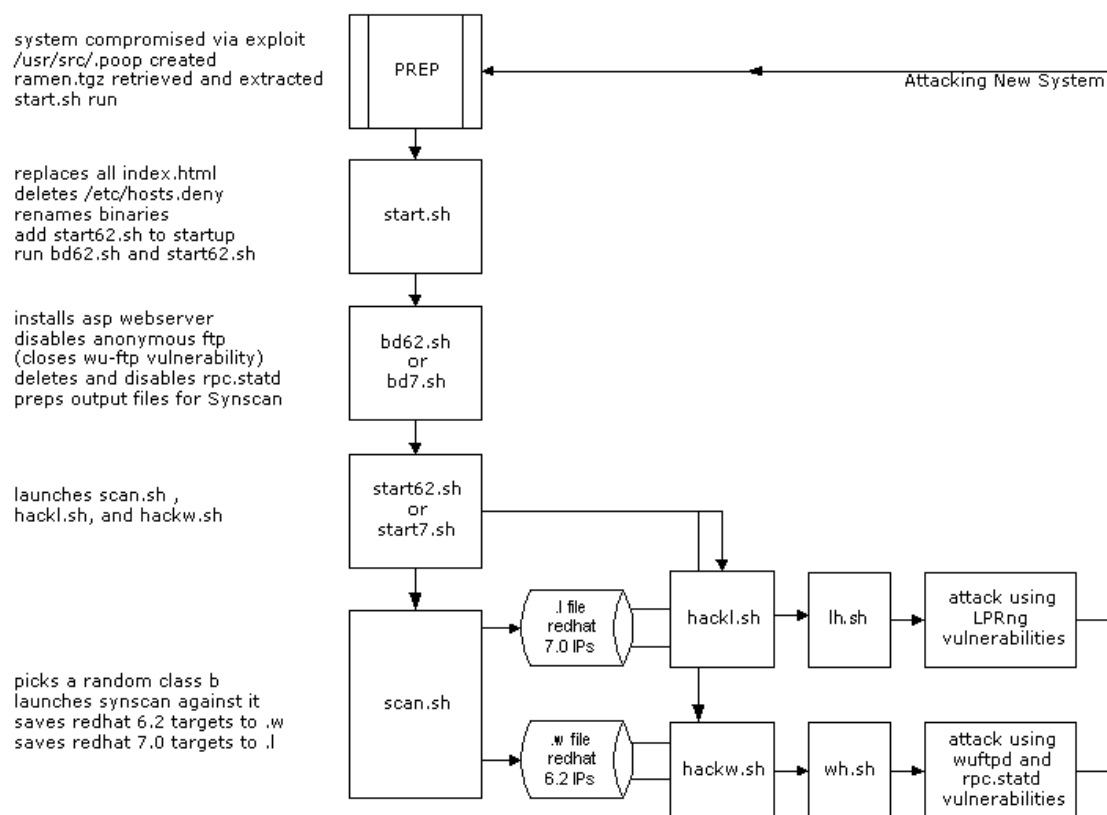 system compromised via exploit
/usr/src/.poop created
ramen.tgz retrieved and extracted
start.sh run
PREP
Attacking New System
replaces all index.html
deletes /etc/hosts.deny
renames binaries
add start62.sh to startup
run bd62.sh and start62.sh
start.sh
installs asp webserver
disables anonymous ftp
(closes wu-ftp vulnerability)
deletes and disables rpc.statd
preps output files for Synscan
bd62.sh
or
bd7.sh
launches scan.sh ,
hackl.sh, and hackw.sh
start62.sh
or
start7.sh
picks a random class b
launches synscan against it
saves redhat 6.2 targets to .w
saves redhat 7.0 targets to .l
scan.sh
.l file
redhat
7.0 IPs
hackl.sh
lh.sh
attack using
LPRng
vulnerabilities
.w file
redhat
6.2 IPs
hackw.sh
wh.sh
attack using
wuftpd and
rpc.statd
vulnerabilities